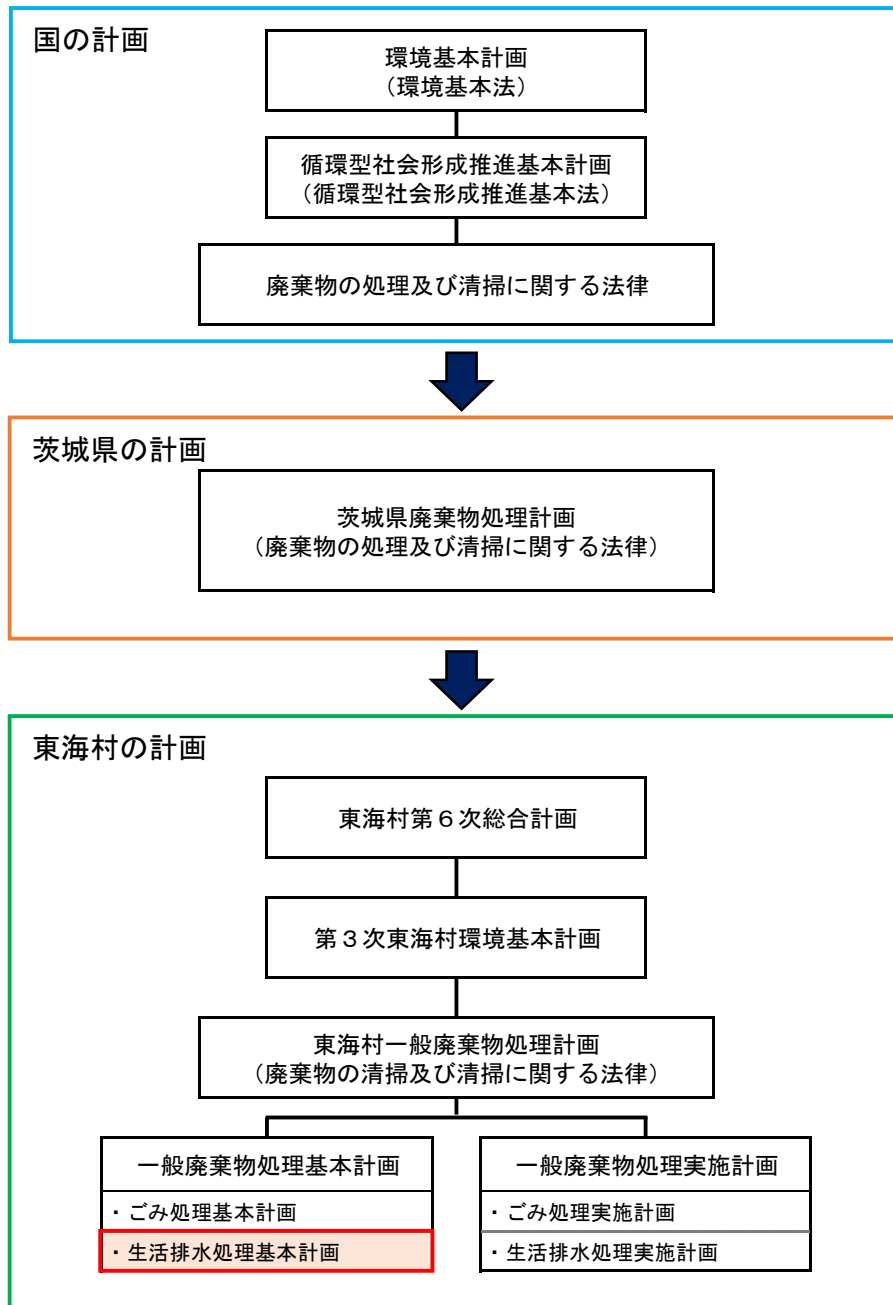 国の計画
環境基本計画
（環境基本法）
循環型社会形成推進基本計画
（循環型社会形成推進基本法）
廃棄物の処理及び清掃に関する法律
茨城県の計画
茨城県廃棄物処理計画
（廃棄物の処理及び清掃に関する法律）
東海村の計画
東海村第６次総合計画
第３次東海村環境基本計画
東海村一般廃棄物処理計画
（廃棄物の清掃及び清掃に関する法律）
一般廃棄物処理基本計画
・ごみ処理基本計画
・生活排水処理基本計画
一般廃棄物処理実施計画
・ごみ処理実施計画
・生活排水処理実施計画